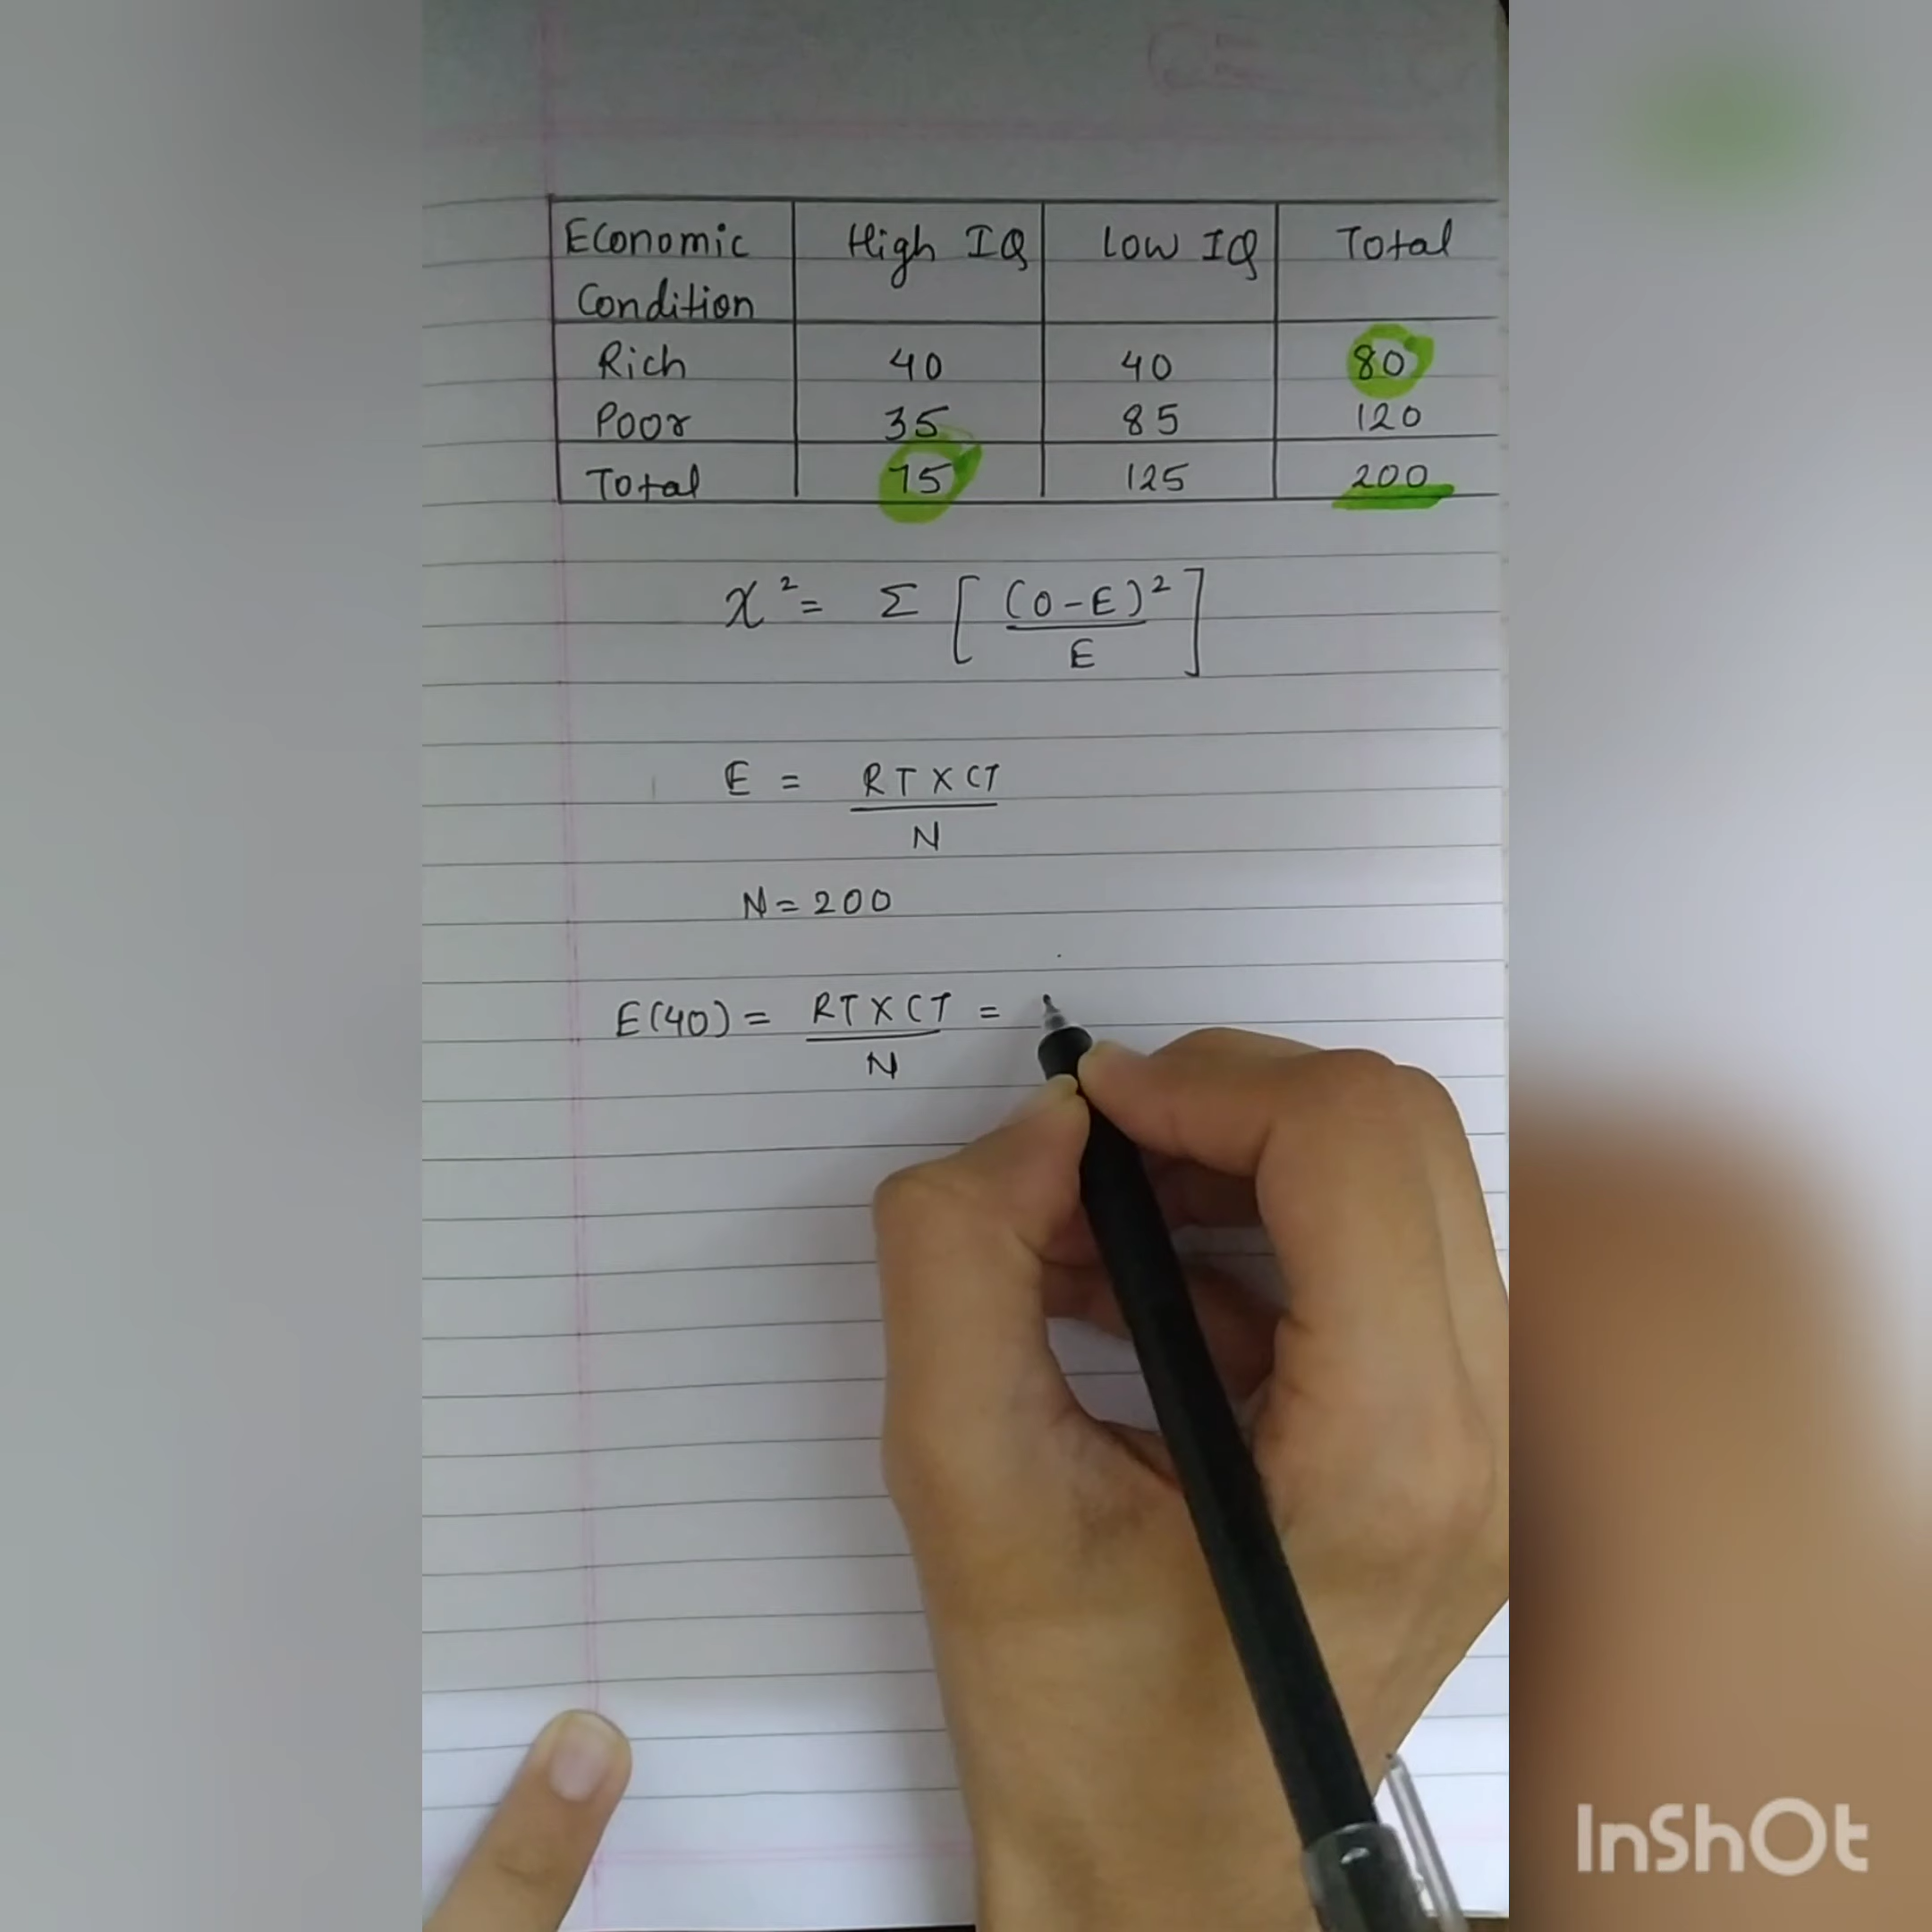 Economic Condition | High IQ | Low IQ | Total
Rich | 40 | 40 | 80
Poor | 35 | 85 | 120
Total | 75 | 125 | 200
χ² = Σ [ (O-E)² / E ]
E = RT X CT / N
N = 200
E(40) = RT X CT / N =
InShOt